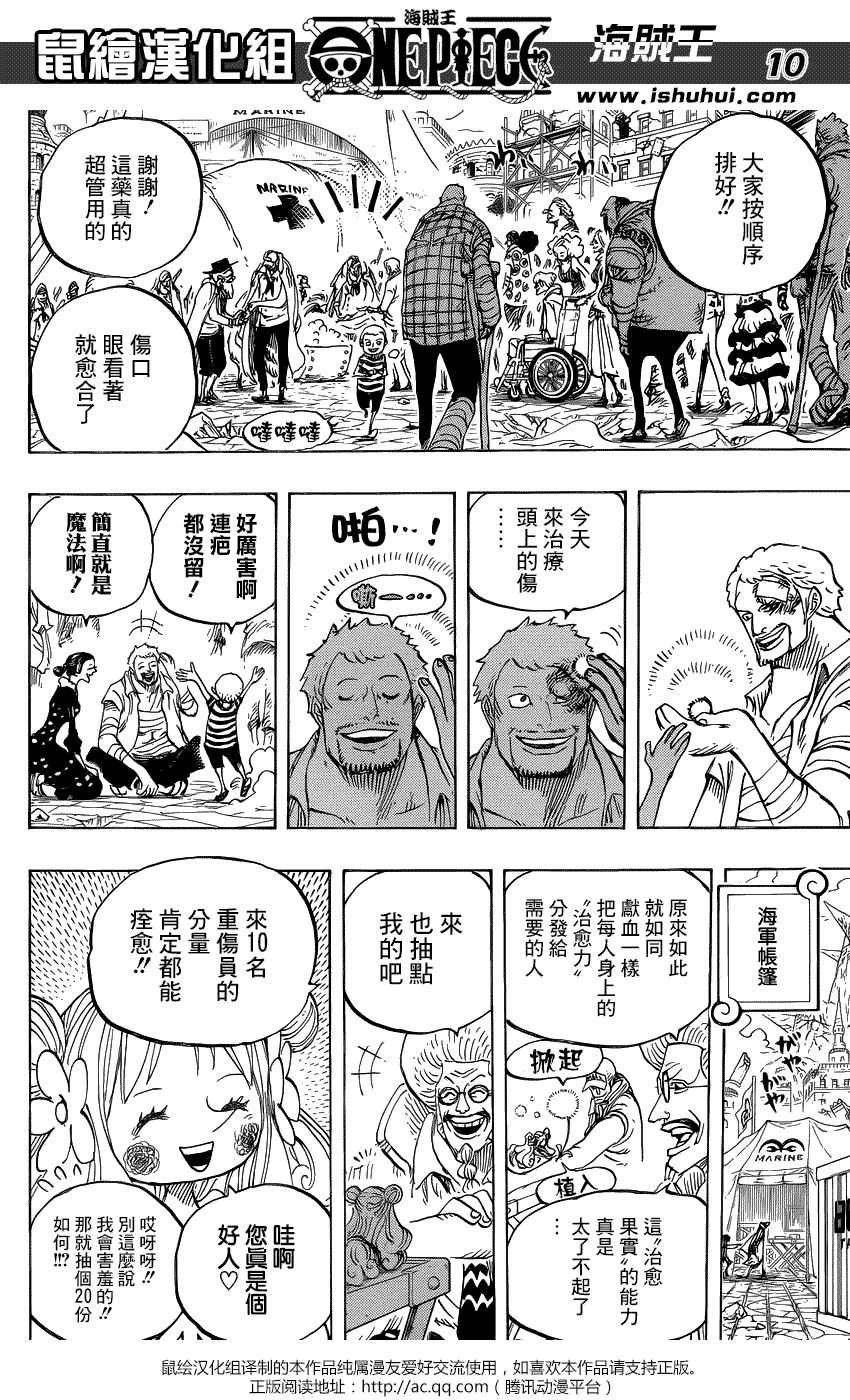 鼠繪漢化組
海賊王
ONE PIECE
海賊王
10
www.ishuhui.com
大家按順序
排好!!
MARINE
MARINE
わい
わい
謝謝!
這藥真的
超管用的
傷口
眼看著
就愈合了
噠噠噠
今天
來治療
頭上的傷
……
啪…!
嘶一…
好厲害啊
連疤
都沒留!
簡直就是
魔法啊!
海軍帳篷
がや
がや
MARINE
原來如此
就如同
獻血一樣
把每人身上的
“治愈力”
分發給
需要的人
掀起
植入
這“治愈
果實”的能力
真是
太了不起了
來
也抽點
我的吧
來10名
重傷員的
分量
肯定都能
痊愈!!
哇啊
您真是個
好人♡
哎呀呀!!
別這麼說
我會害羞的!!
那就抽個20份
如何!!?
鼠绘汉化组译制的本作品纯属漫友爱好交流使用，如喜欢本作品请支持正版。
正版阅读地址：http://ac.qq.com（腾讯动漫平台）